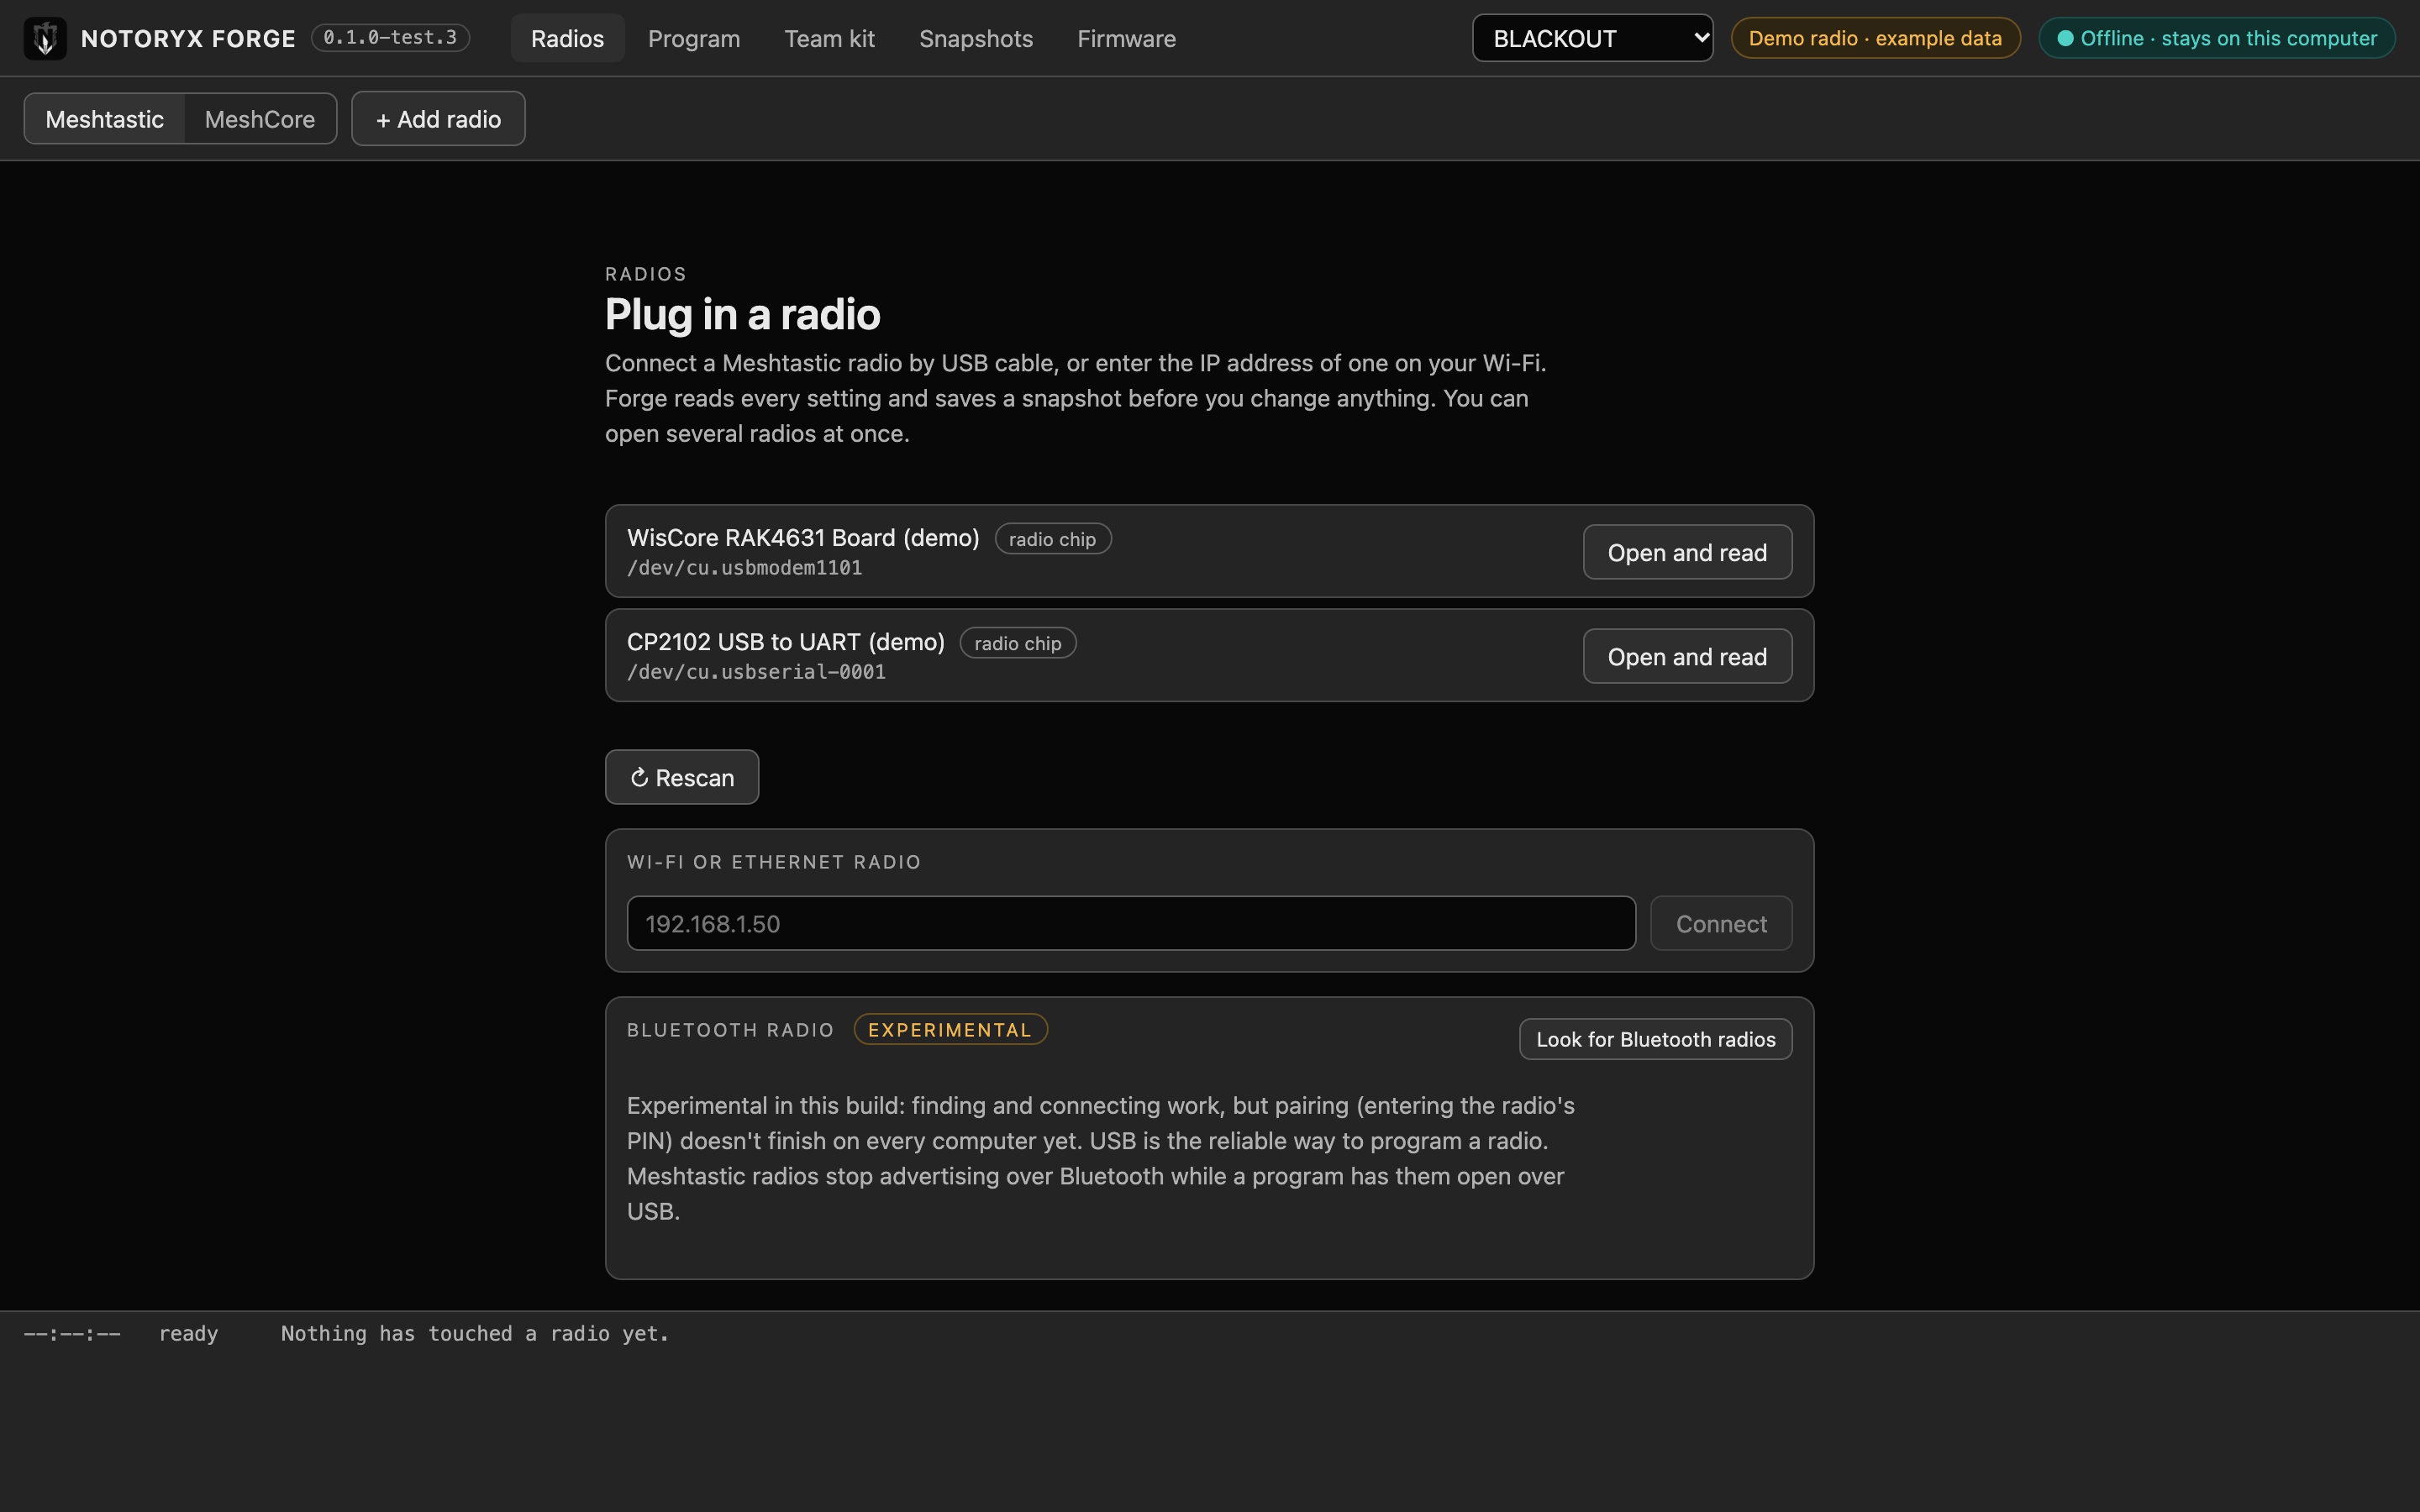 NOTORYX FORGE 0.1.0-test.3 Radios Program Team kit Snapshots Firmware BLACKOUT Demo radio · example data Offline · stays on this computer
Meshtastic MeshCore + Add radio
RADIOS
Plug in a radio
Connect a Meshtastic radio by USB cable, or enter the IP address of one on your Wi-Fi.
Forge reads every setting and saves a snapshot before you change anything. You can
open several radios at once.
WisCore RAK4631 Board (demo) radio chip
/dev/cu.usbmodem1101
Open and read
CP2102 USB to UART (demo) radio chip
/dev/cu.usbserial-0001
Open and read
↻ Rescan
WI-FI OR ETHERNET RADIO
192.168.1.50 Connect
BLUETOOTH RADIO EXPERIMENTAL Look for Bluetooth radios
Experimental in this build: finding and connecting work, but pairing (entering the radio's
PIN) doesn't finish on every computer yet. USB is the reliable way to program a radio.
Meshtastic radios stop advertising over Bluetooth while a program has them open over
USB.
--:--:-- ready Nothing has touched a radio yet.